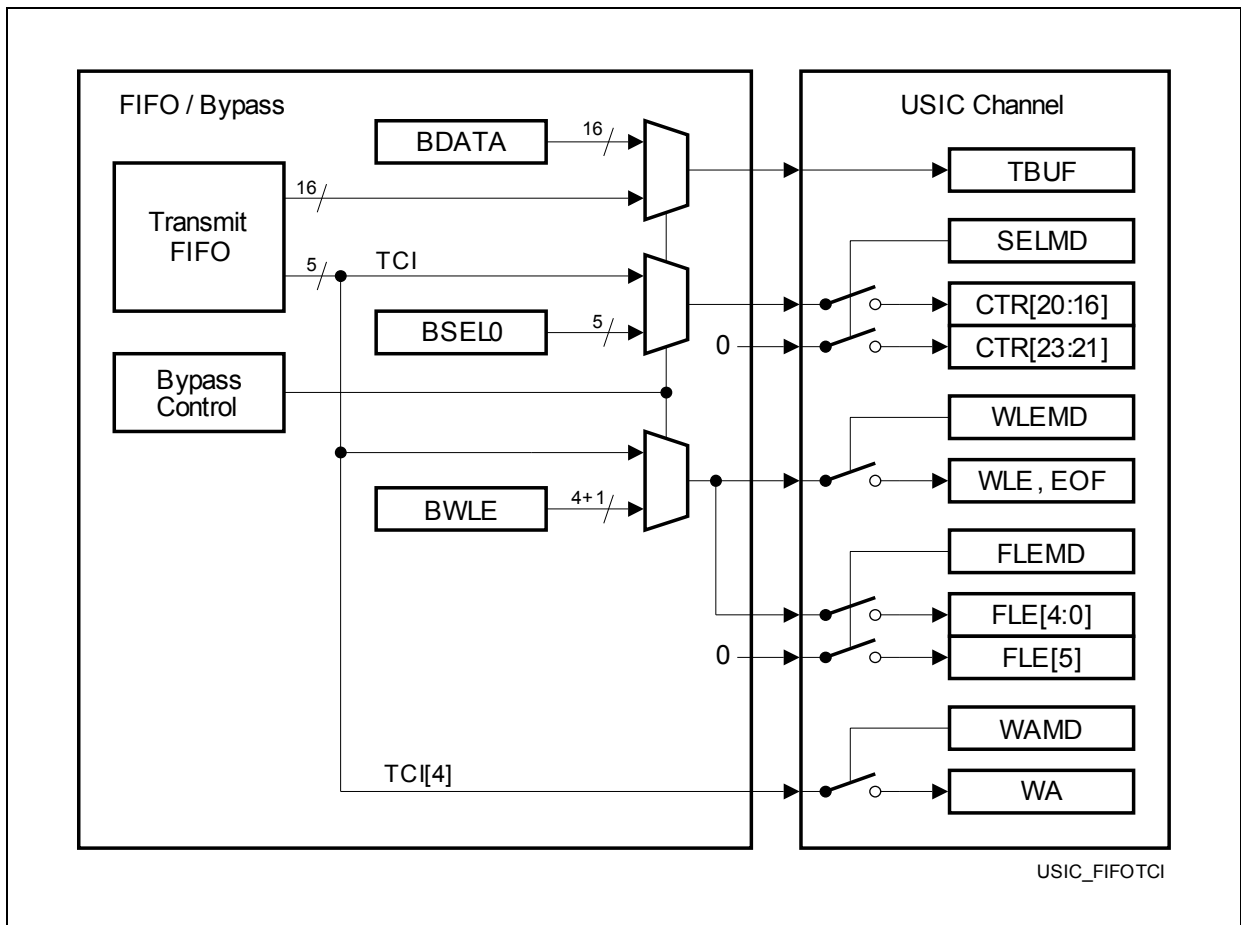 FIFO / Bypass
USIC Channel
BDATA
16
TBUF
Transmit
FIFO
16
5
TCI
SELMD
BSEL0
5
CTR[20:16]
0
CTR[23:21]
Bypass
Control
WLEMD
BWLE
4+1
WLE , EOF
FLEMD
FLE[4:0]
0
FLE[5]
WAMD
TCI[4]
WA
USIC_FIFOTCI